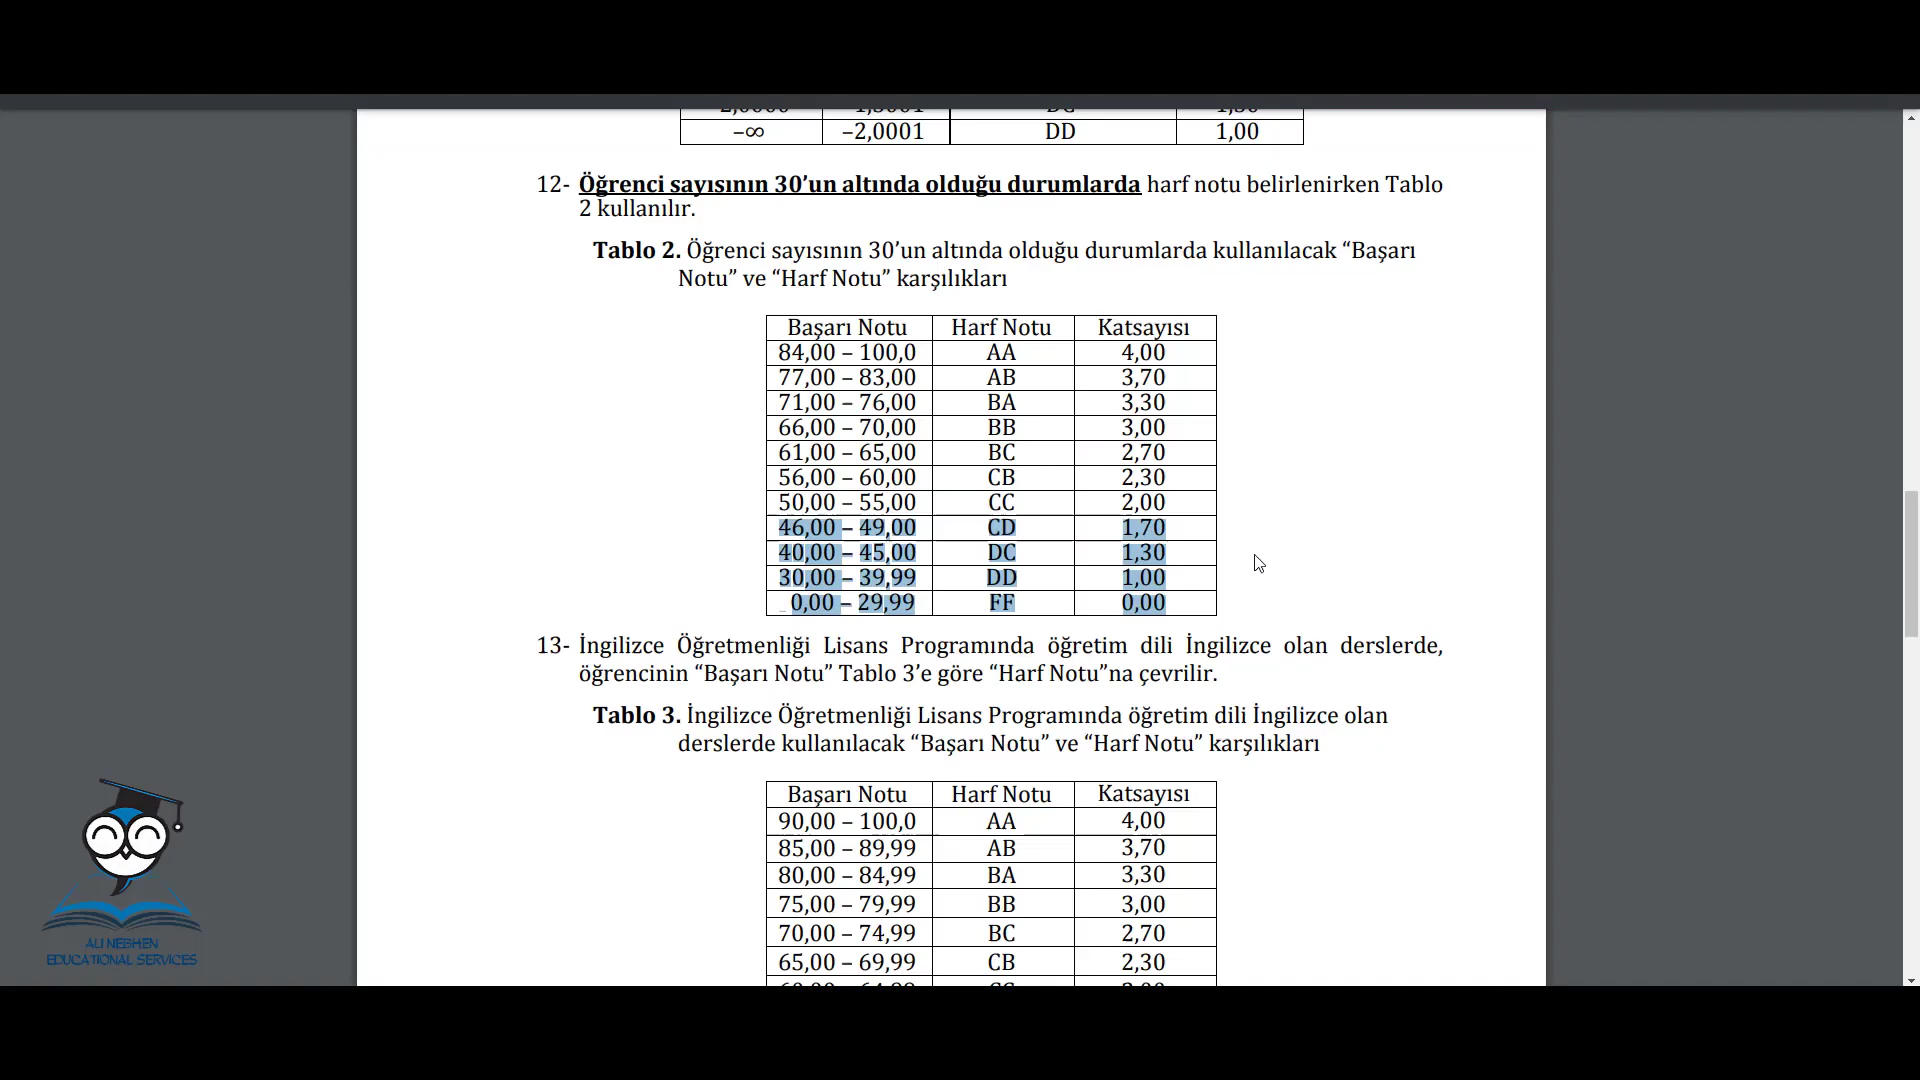 –∞ –2,0001 DD 1,00
12- Öğrenci sayısının 30’un altında olduğu durumlarda harf notu belirlenirken Tablo
2 kullanılır.
Tablo 2. Öğrenci sayısının 30’un altında olduğu durumlarda kullanılacak “Başarı
Notu” ve “Harf Notu” karşılıkları
Başarı Notu Harf Notu Katsayısı
84,00 – 100,0 AA 4,00
77,00 – 83,00 AB 3,70
71,00 – 76,00 BA 3,30
66,00 – 70,00 BB 3,00
61,00 – 65,00 BC 2,70
56,00 – 60,00 CB 2,30
50,00 – 55,00 CC 2,00
46,00 – 49,00 CD 1,70
40,00 – 45,00 DC 1,30
30,00 – 39,99 DD 1,00
0,00 – 29,99 FF 0,00
13- İngilizce Öğretmenliği Lisans Programında öğretim dili İngilizce olan derslerde,
öğrencinin “Başarı Notu” Tablo 3’e göre “Harf Notu”na çevrilir.
Tablo 3. İngilizce Öğretmenliği Lisans Programında öğretim dili İngilizce olan
derslerde kullanılacak “Başarı Notu” ve “Harf Notu” karşılıkları
Başarı Notu Harf Notu Katsayısı
90,00 – 100,0 AA 4,00
85,00 – 89,99 AB 3,70
80,00 – 84,99 BA 3,30
75,00 – 79,99 BB 3,00
70,00 – 74,99 BC 2,70
65,00 – 69,99 CB 2,30
ALI NEGHEN
EDUCATIONAL SERVICES